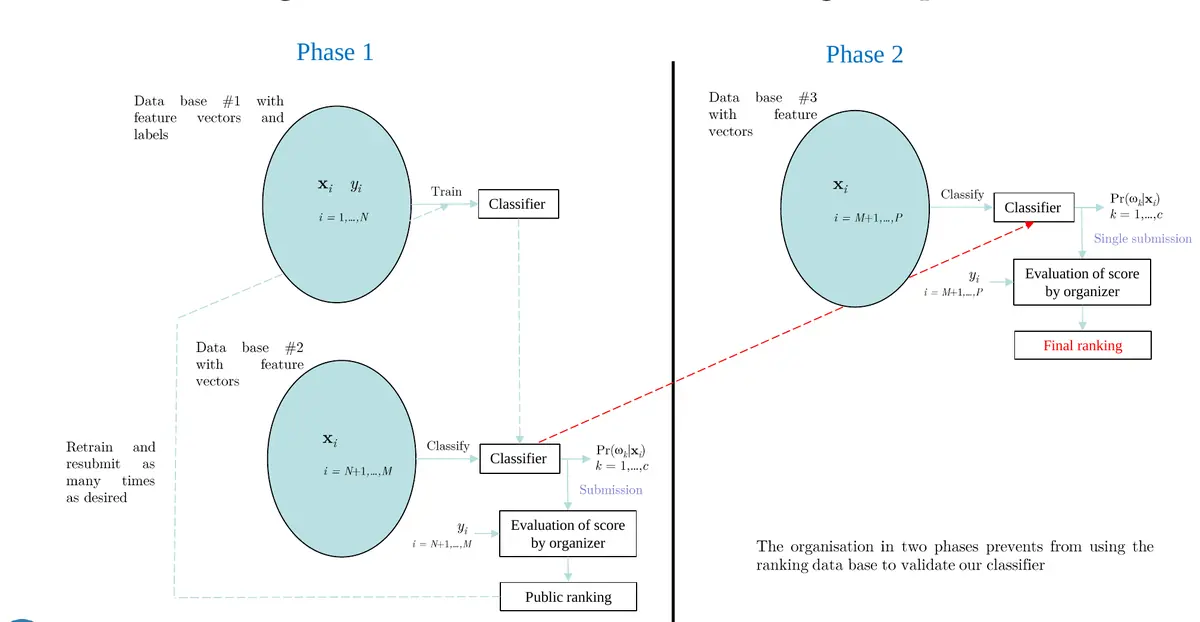 Phase 1
Data base #1 with
feature vectors and
labels
𝐱ᵢ yᵢ
i = 1,...,N
Train
Classifier
Data base #2
with feature
vectors
𝐱ᵢ
i = N+1,...,M
Classify
Classifier
Pr(ωₖ|𝐱ᵢ)
k = 1,...,c
Submission
Retrain and
resubmit as
many times
as desired
yᵢ
i = N+1,...,M
Evaluation of score
by organizer
Public ranking
Phase 2
Data base #3
with feature
vectors
𝐱ᵢ
i = M+1,...,P
Classify
Classifier
Pr(ωₖ|𝐱ᵢ)
k = 1,...,c
Single submission
yᵢ
i = M+1,...,P
Evaluation of score
by organizer
Final ranking
The organisation in two phases prevents from using the
ranking data base to validate our classifier